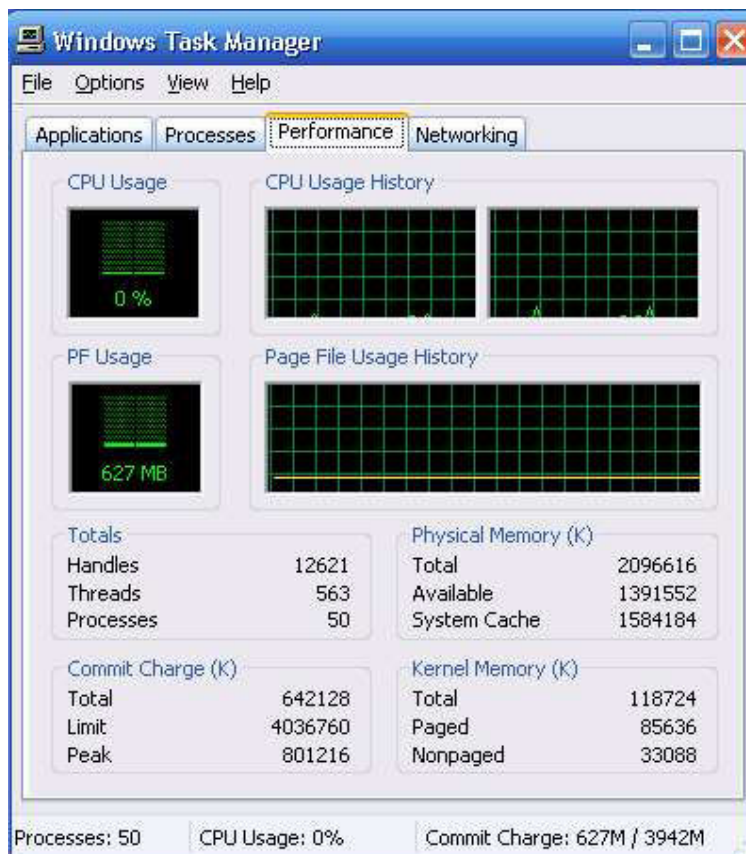 Windows Task Manager
File Options View Help
Applications Processes Performance Networking
CPU Usage CPU Usage History
0 %
PF Usage Page File Usage History
627 MB
Totals
Handles 12621
Threads 563
Processes 50
Physical Memory (K)
Total 2096616
Available 1391552
System Cache 1584184
Commit Charge (K)
Total 642128
Limit 4036760
Peak 801216
Kernel Memory (K)
Total 118724
Paged 85636
Nonpaged 33088
Processes: 50 CPU Usage: 0% Commit Charge: 627M / 3942M